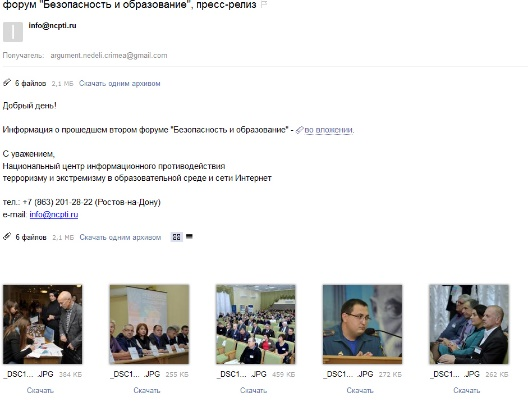 форум "Безопасность и образование", пресс-релиз
info@ncpti.ru
Получатель: argument.nedeli.crimea@gmail.com
6 файлов 2,1 МБ Скачать одним архивом
Добрый день!
Информация о прошедшем втором форуме "Безопасность и образование" - во вложении.
С уважением,
Национальный центр информационного противодействия
терроризму и экстремизму в образовательной среде и сети Интернет
тел.: +7 (863) 201-28-22 (Ростов-на-Дону)
e-mail: info@ncpti.ru
6 файлов 2,1 МБ Скачать одним архивом
_DSC1... .JPG 384 КБ _DSC1... .JPG 255 КБ _DSC1... .JPG 459 КБ _DSC1... .JPG 272 КБ _DSC1... .JPG 262 КБ
Скачать Скачать Скачать Скачать Скачать